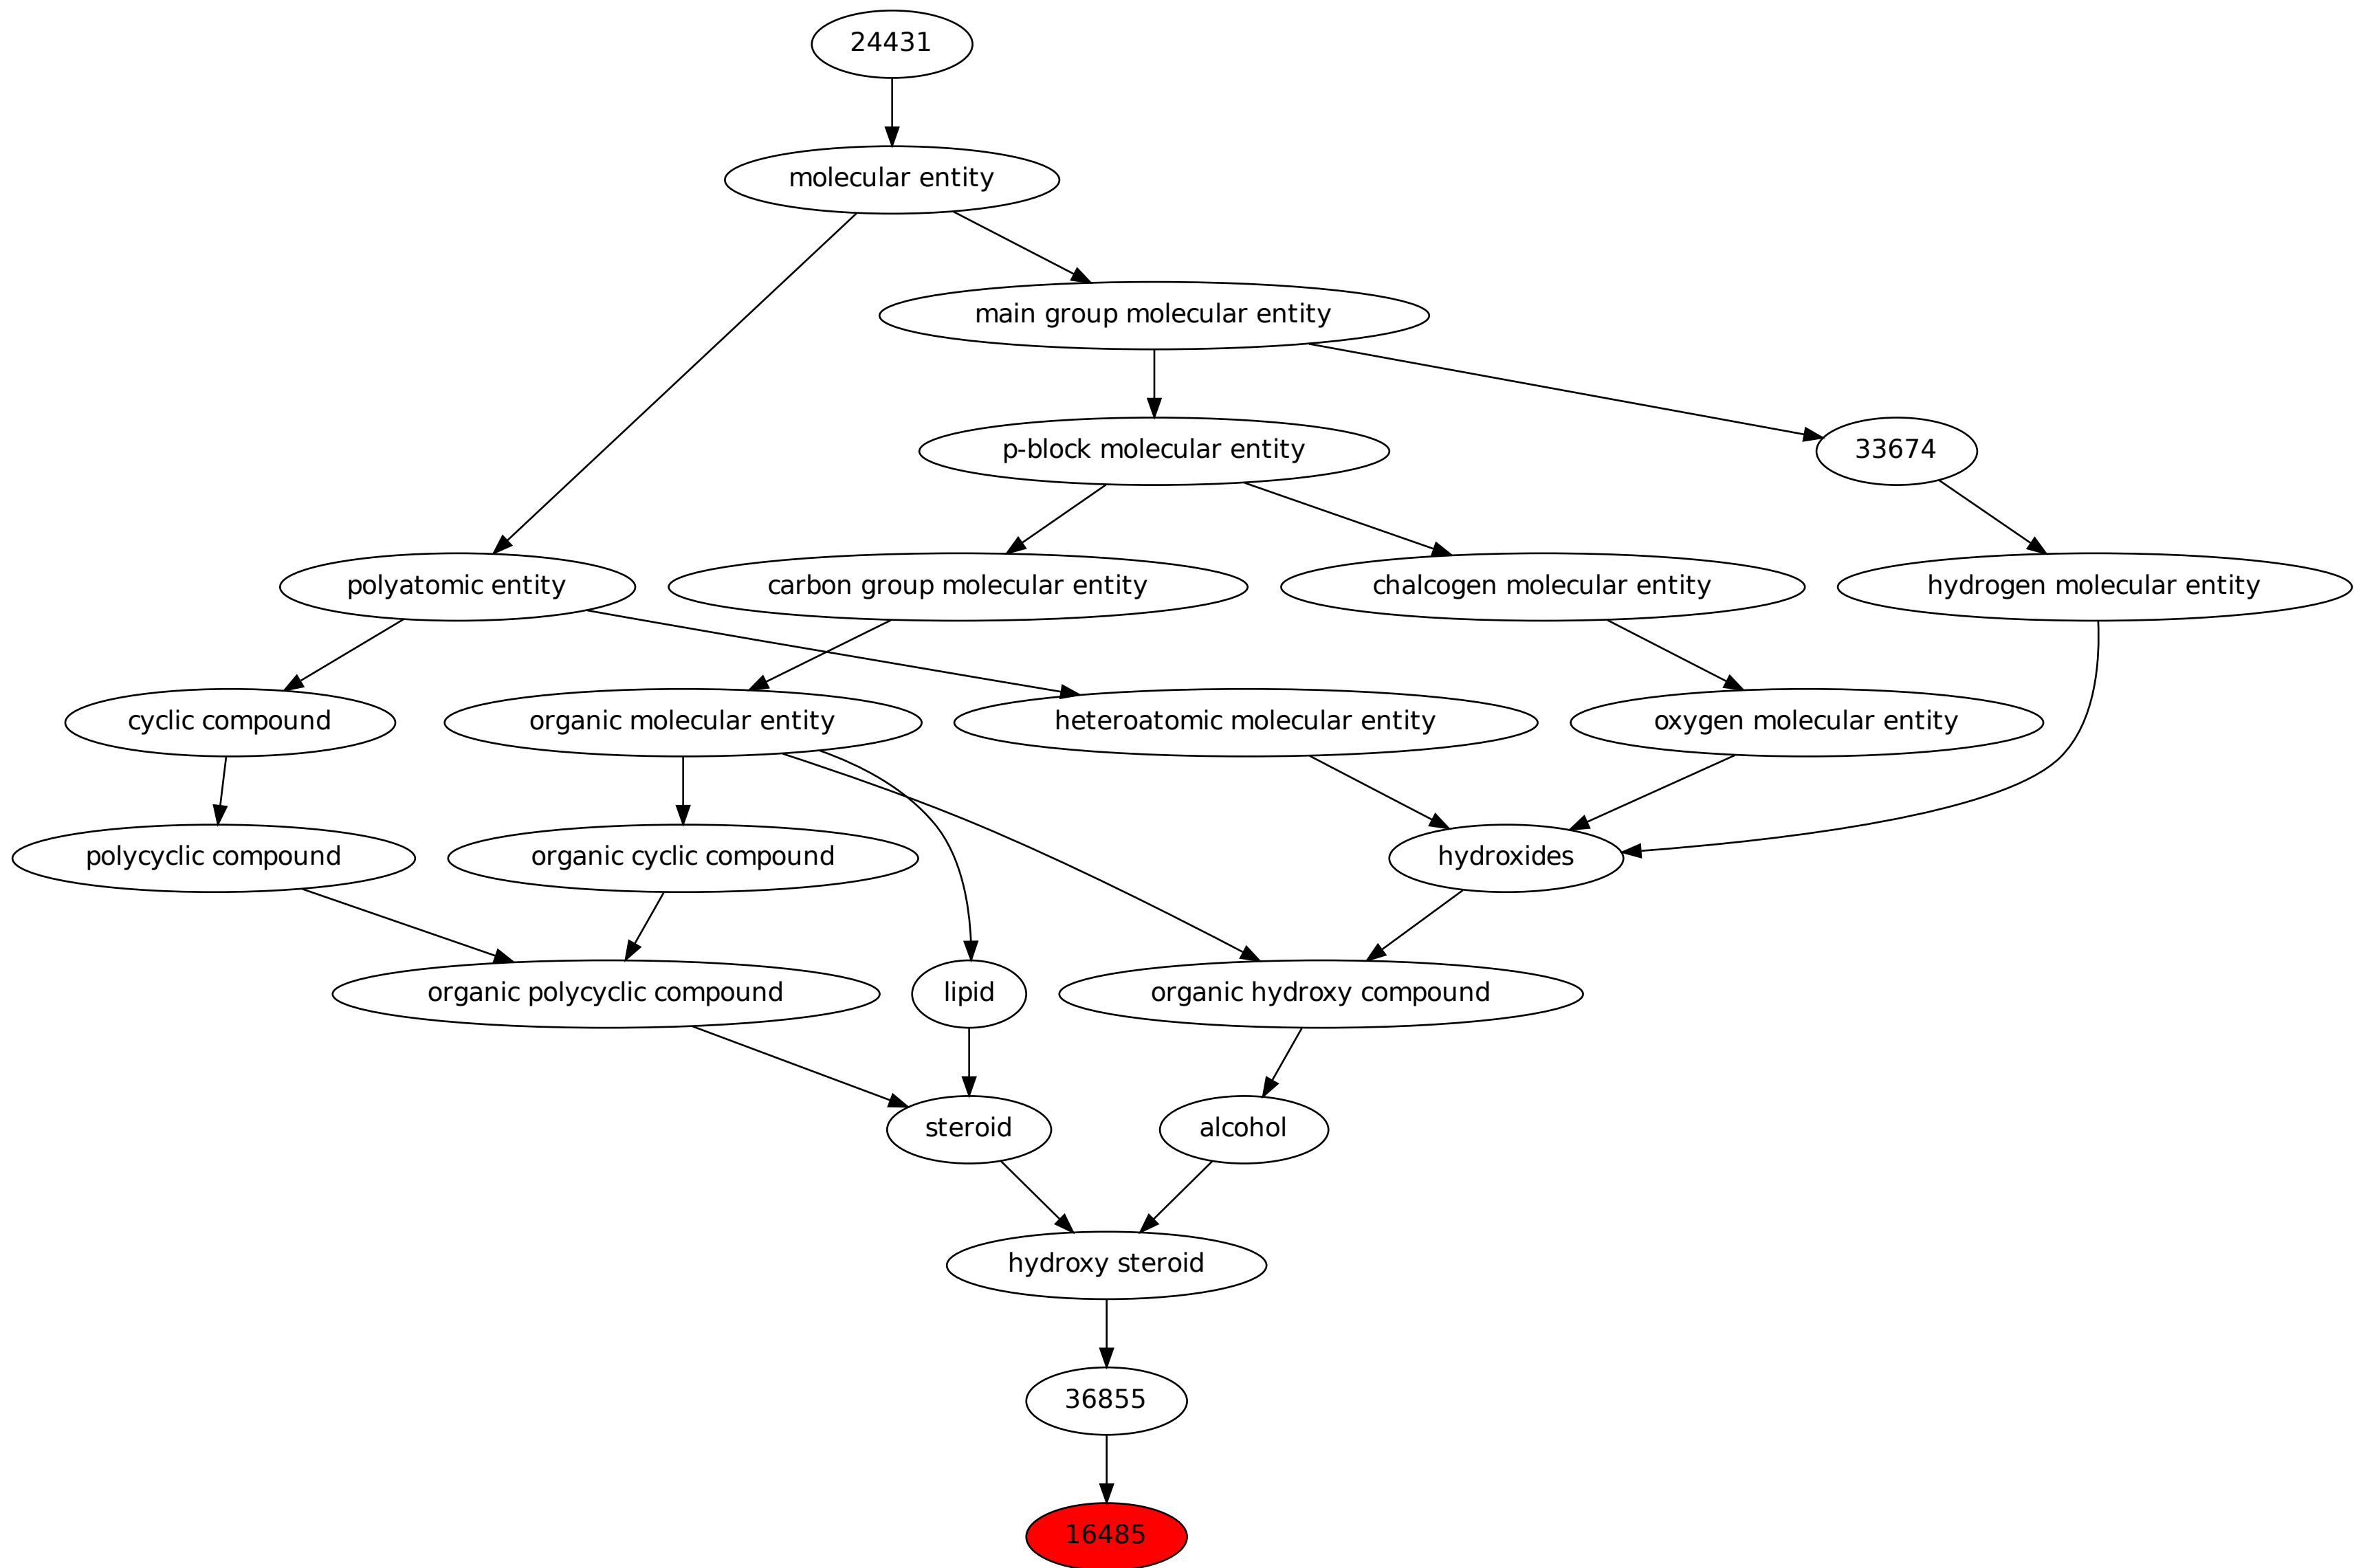 24431
molecular entity
main group molecular entity
p-block molecular entity
33674
polyatomic entity
carbon group molecular entity
chalcogen molecular entity
hydrogen molecular entity
cyclic compound
organic molecular entity
heteroatomic molecular entity
oxygen molecular entity
polycyclic compound
organic cyclic compound
hydroxides
organic polycyclic compound
lipid
organic hydroxy compound
steroid
alcohol
hydroxy steroid
36855
16485